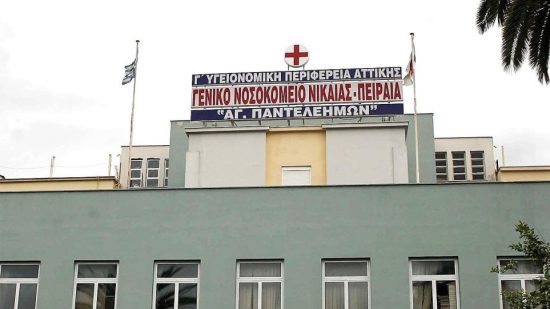 Γ΄ ΥΓΕΙΟΝΟΜΙΚΗ ΠΕΡΙΦΕΡΕΙΑ ΑΤΤΙΚΗΣ
ΓΕΝΙΚΟ ΝΟΣΟΚΟΜΕΙΟ ΝΙΚΑΙΑΣ - ΠΕΙΡΑΙΑ
“ΑΓ. ΠΑΝΤΕΛΕΗΜΩΝ”